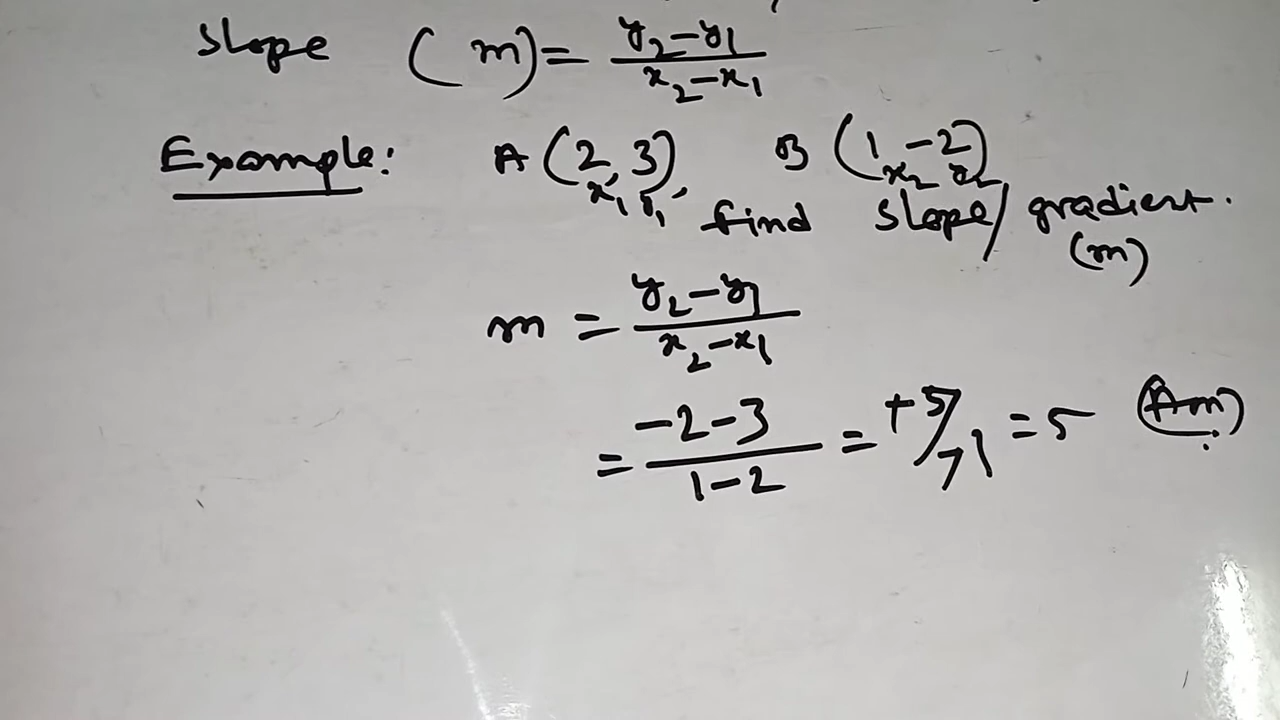 Slope (m) = y₂-y₁ / x₂-x₁
Example: A (2, 3), B (1 -2)
x₁ y₁ x₂ y₂
find slope/gradient.
(m)
m = y₂-y₁ / x₂-x₁
= -2-3 / 1-2 = +5/+1 = 5 (Ans)